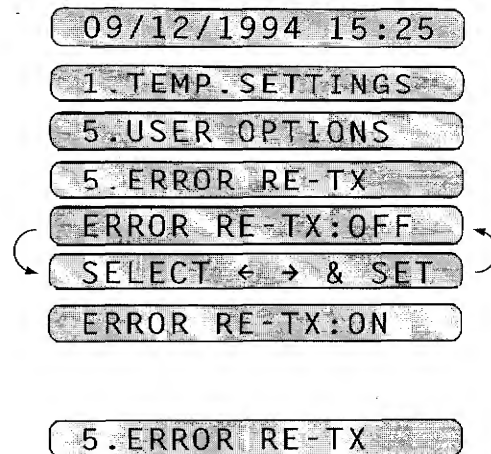 09/12/1994 15:25
1.TEMP.SETTINGS
5.USER OPTIONS
5.ERROR RE-TX
ERROR RE-TX:OFF
SELECT ← → & SET
ERROR RE-TX:ON
5.ERROR RE-TX